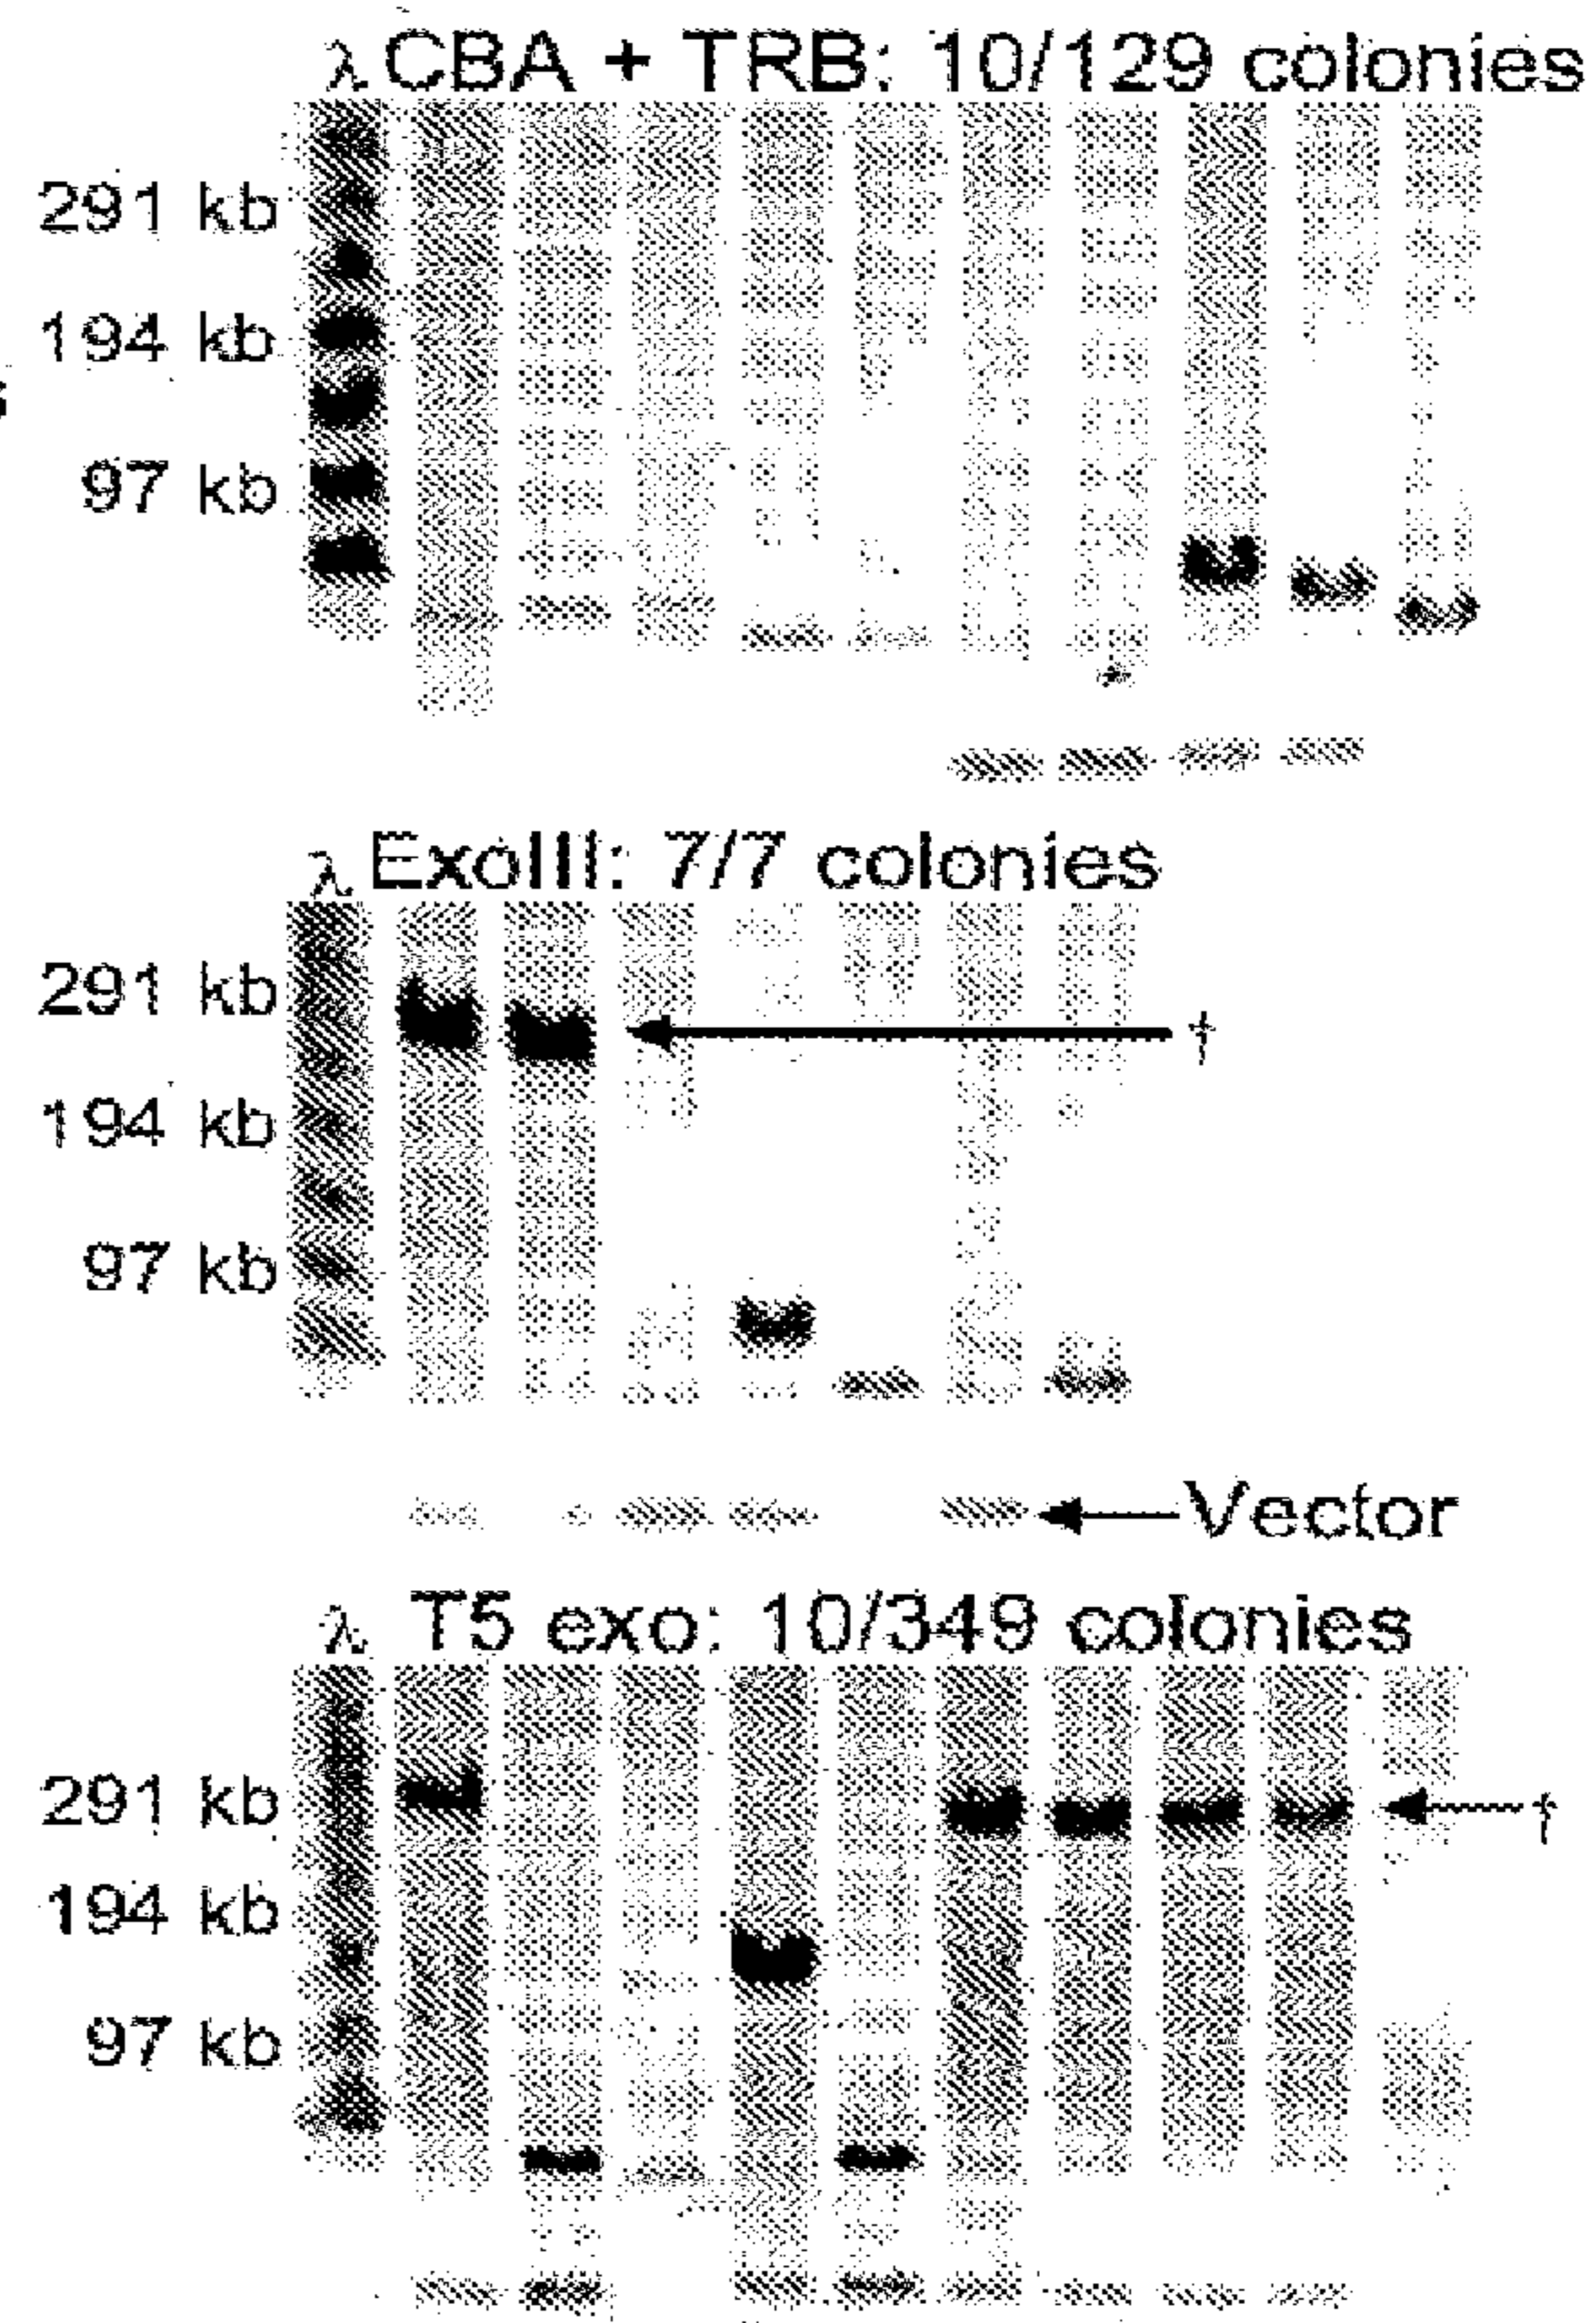 λ CBA + TRB: 10/129 colonies
291 kb
194 kb
97 kb
λ ExoIII: 7/7 colonies
291 kb
†
194 kb
97 kb
Vector
λ T5 exo: 10/349 colonies
291 kb
†
194 kb
97 kb